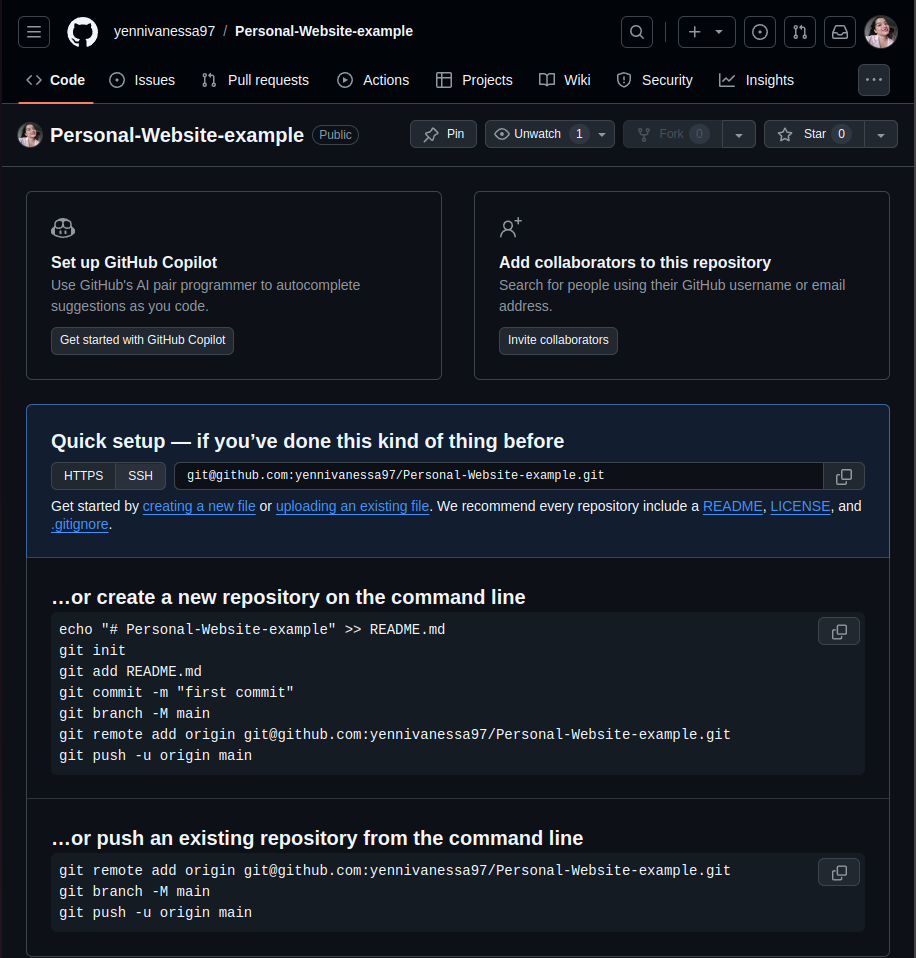 yennivanessa97 / Personal-Website-example
Code Issues Pull requests Actions Projects Wiki Security Insights
Personal-Website-example Public Pin Unwatch 1 Fork 0 Star 0
Set up GitHub Copilot
Use GitHub's AI pair programmer to autocomplete
suggestions as you code.
Get started with GitHub Copilot
Add collaborators to this repository
Search for people using their GitHub username or email
address.
Invite collaborators
Quick setup — if you’ve done this kind of thing before
HTTPS SSH git@github.com:yennivanessa97/Personal-Website-example.git
Get started by creating a new file or uploading an existing file. We recommend every repository include a README, LICENSE, and
.gitignore.
…or create a new repository on the command line
echo "# Personal-Website-example" >> README.md
git init
git add README.md
git commit -m "first commit"
git branch -M main
git remote add origin git@github.com:yennivanessa97/Personal-Website-example.git
git push -u origin main
…or push an existing repository from the command line
git remote add origin git@github.com:yennivanessa97/Personal-Website-example.git
git branch -M main
git push -u origin main